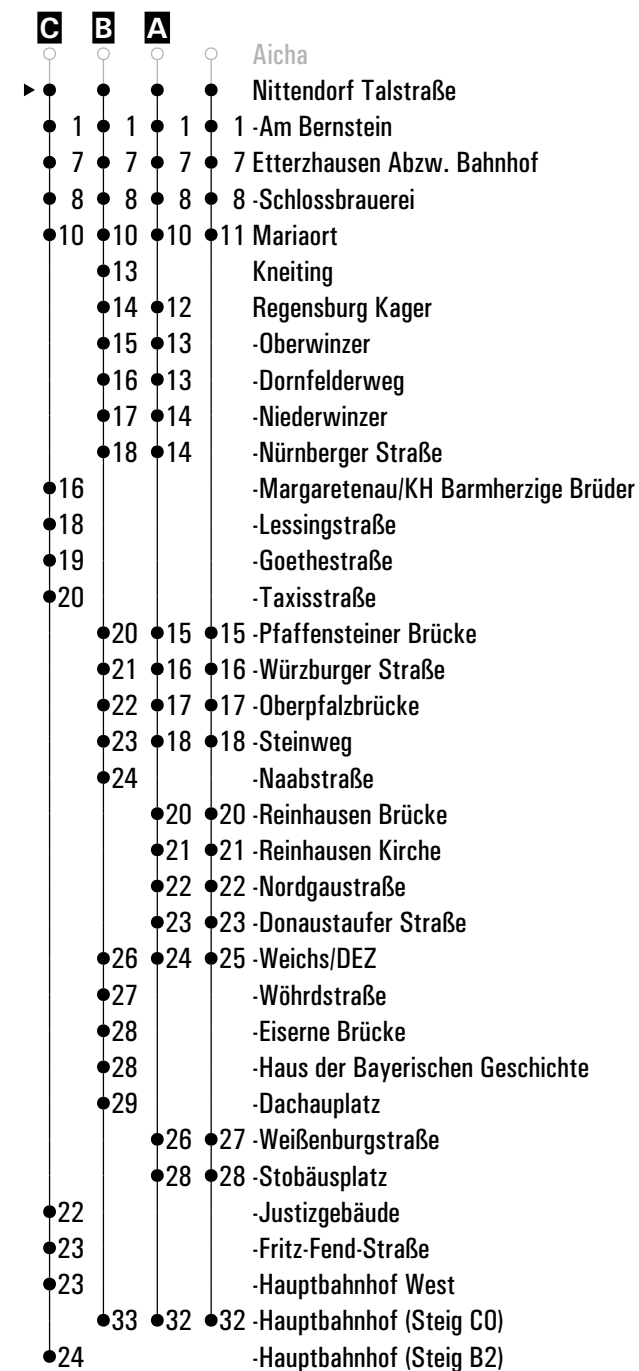 C B A
Aicha
Nittendorf Talstraße
1 1 1 1 -Am Bernstein
7 7 7 7 Etterzhausen Abzw. Bahnhof
8 8 8 8 -Schlossbrauerei
10 10 10 11 Mariaort
13 Kneiting
14 12 Regensburg Kager
15 13 -Oberwinzer
16 13 -Dornfelderweg
17 14 -Niederwinzer
18 14 -Nürnberger Straße
16 -Margaretenau/KH Barmherzige Brüder
18 -Lessingstraße
19 -Goethestraße
20 -Taxisstraße
20 15 15 -Pfaffensteiner Brücke
21 16 16 -Würzburger Straße
22 17 17 -Oberpfalzbrücke
23 18 18 -Steinweg
24 -Naabstraße
20 20 -Reinhausen Brücke
21 21 -Reinhausen Kirche
22 22 -Nordgaustraße
23 23 -Donaustaufer Straße
26 24 25 -Weichs/DEZ
27 -Wöhrdstraße
28 -Eiserne Brücke
28 -Haus der Bayerischen Geschichte
29 -Dachauplatz
26 27 -Weißenburgstraße
28 28 -Stobäusplatz
22 -Justizgebäude
23 -Fritz-Fend-Straße
23 -Hauptbahnhof West
33 32 32 -Hauptbahnhof (Steig C0)
24 -Hauptbahnhof (Steig B2)